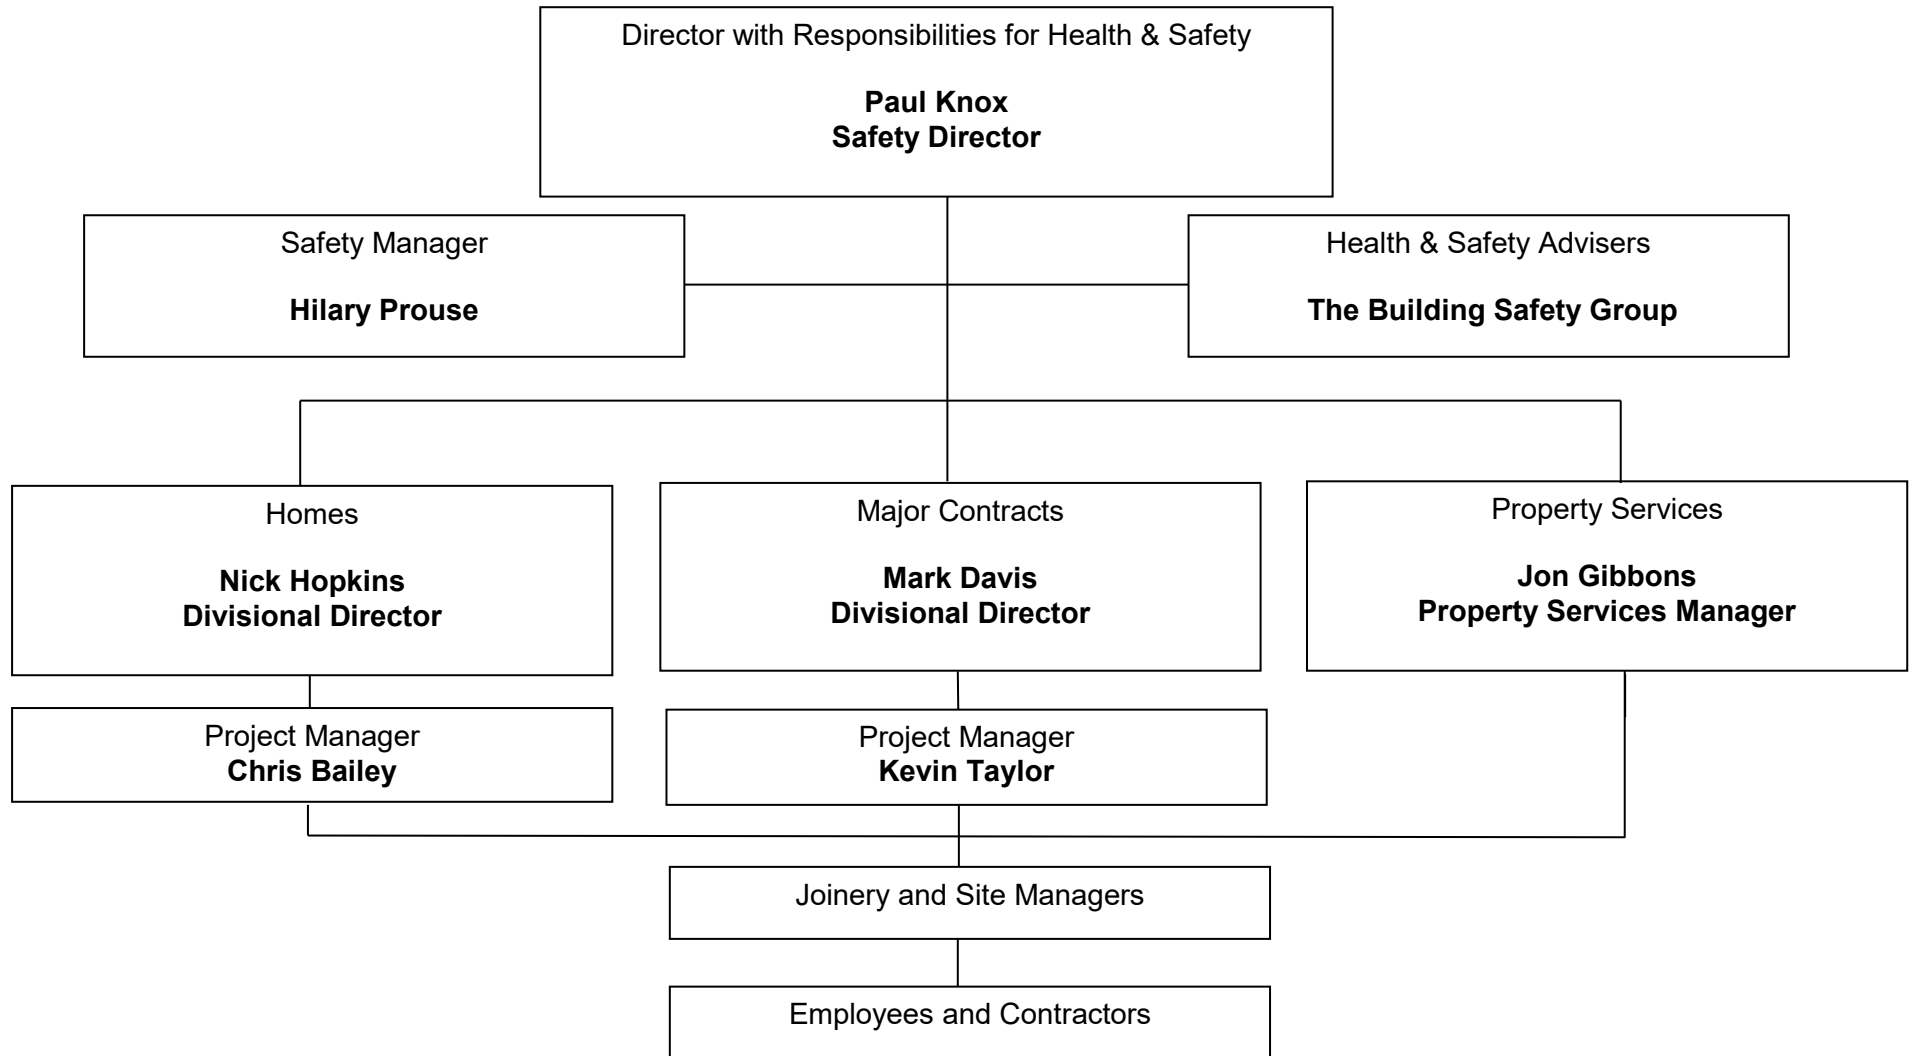 Director with Responsibilities for Health & Safety
Paul Knox
Safety Director
Safety Manager
Hilary Prouse
Health & Safety Advisers
The Building Safety Group
Homes
Nick Hopkins
Divisional Director
Major Contracts
Mark Davis
Divisional Director
Property Services
Jon Gibbons
Property Services Manager
Project Manager
Chris Bailey
Project Manager
Kevin Taylor
Joinery and Site Managers
Employees and Contractors